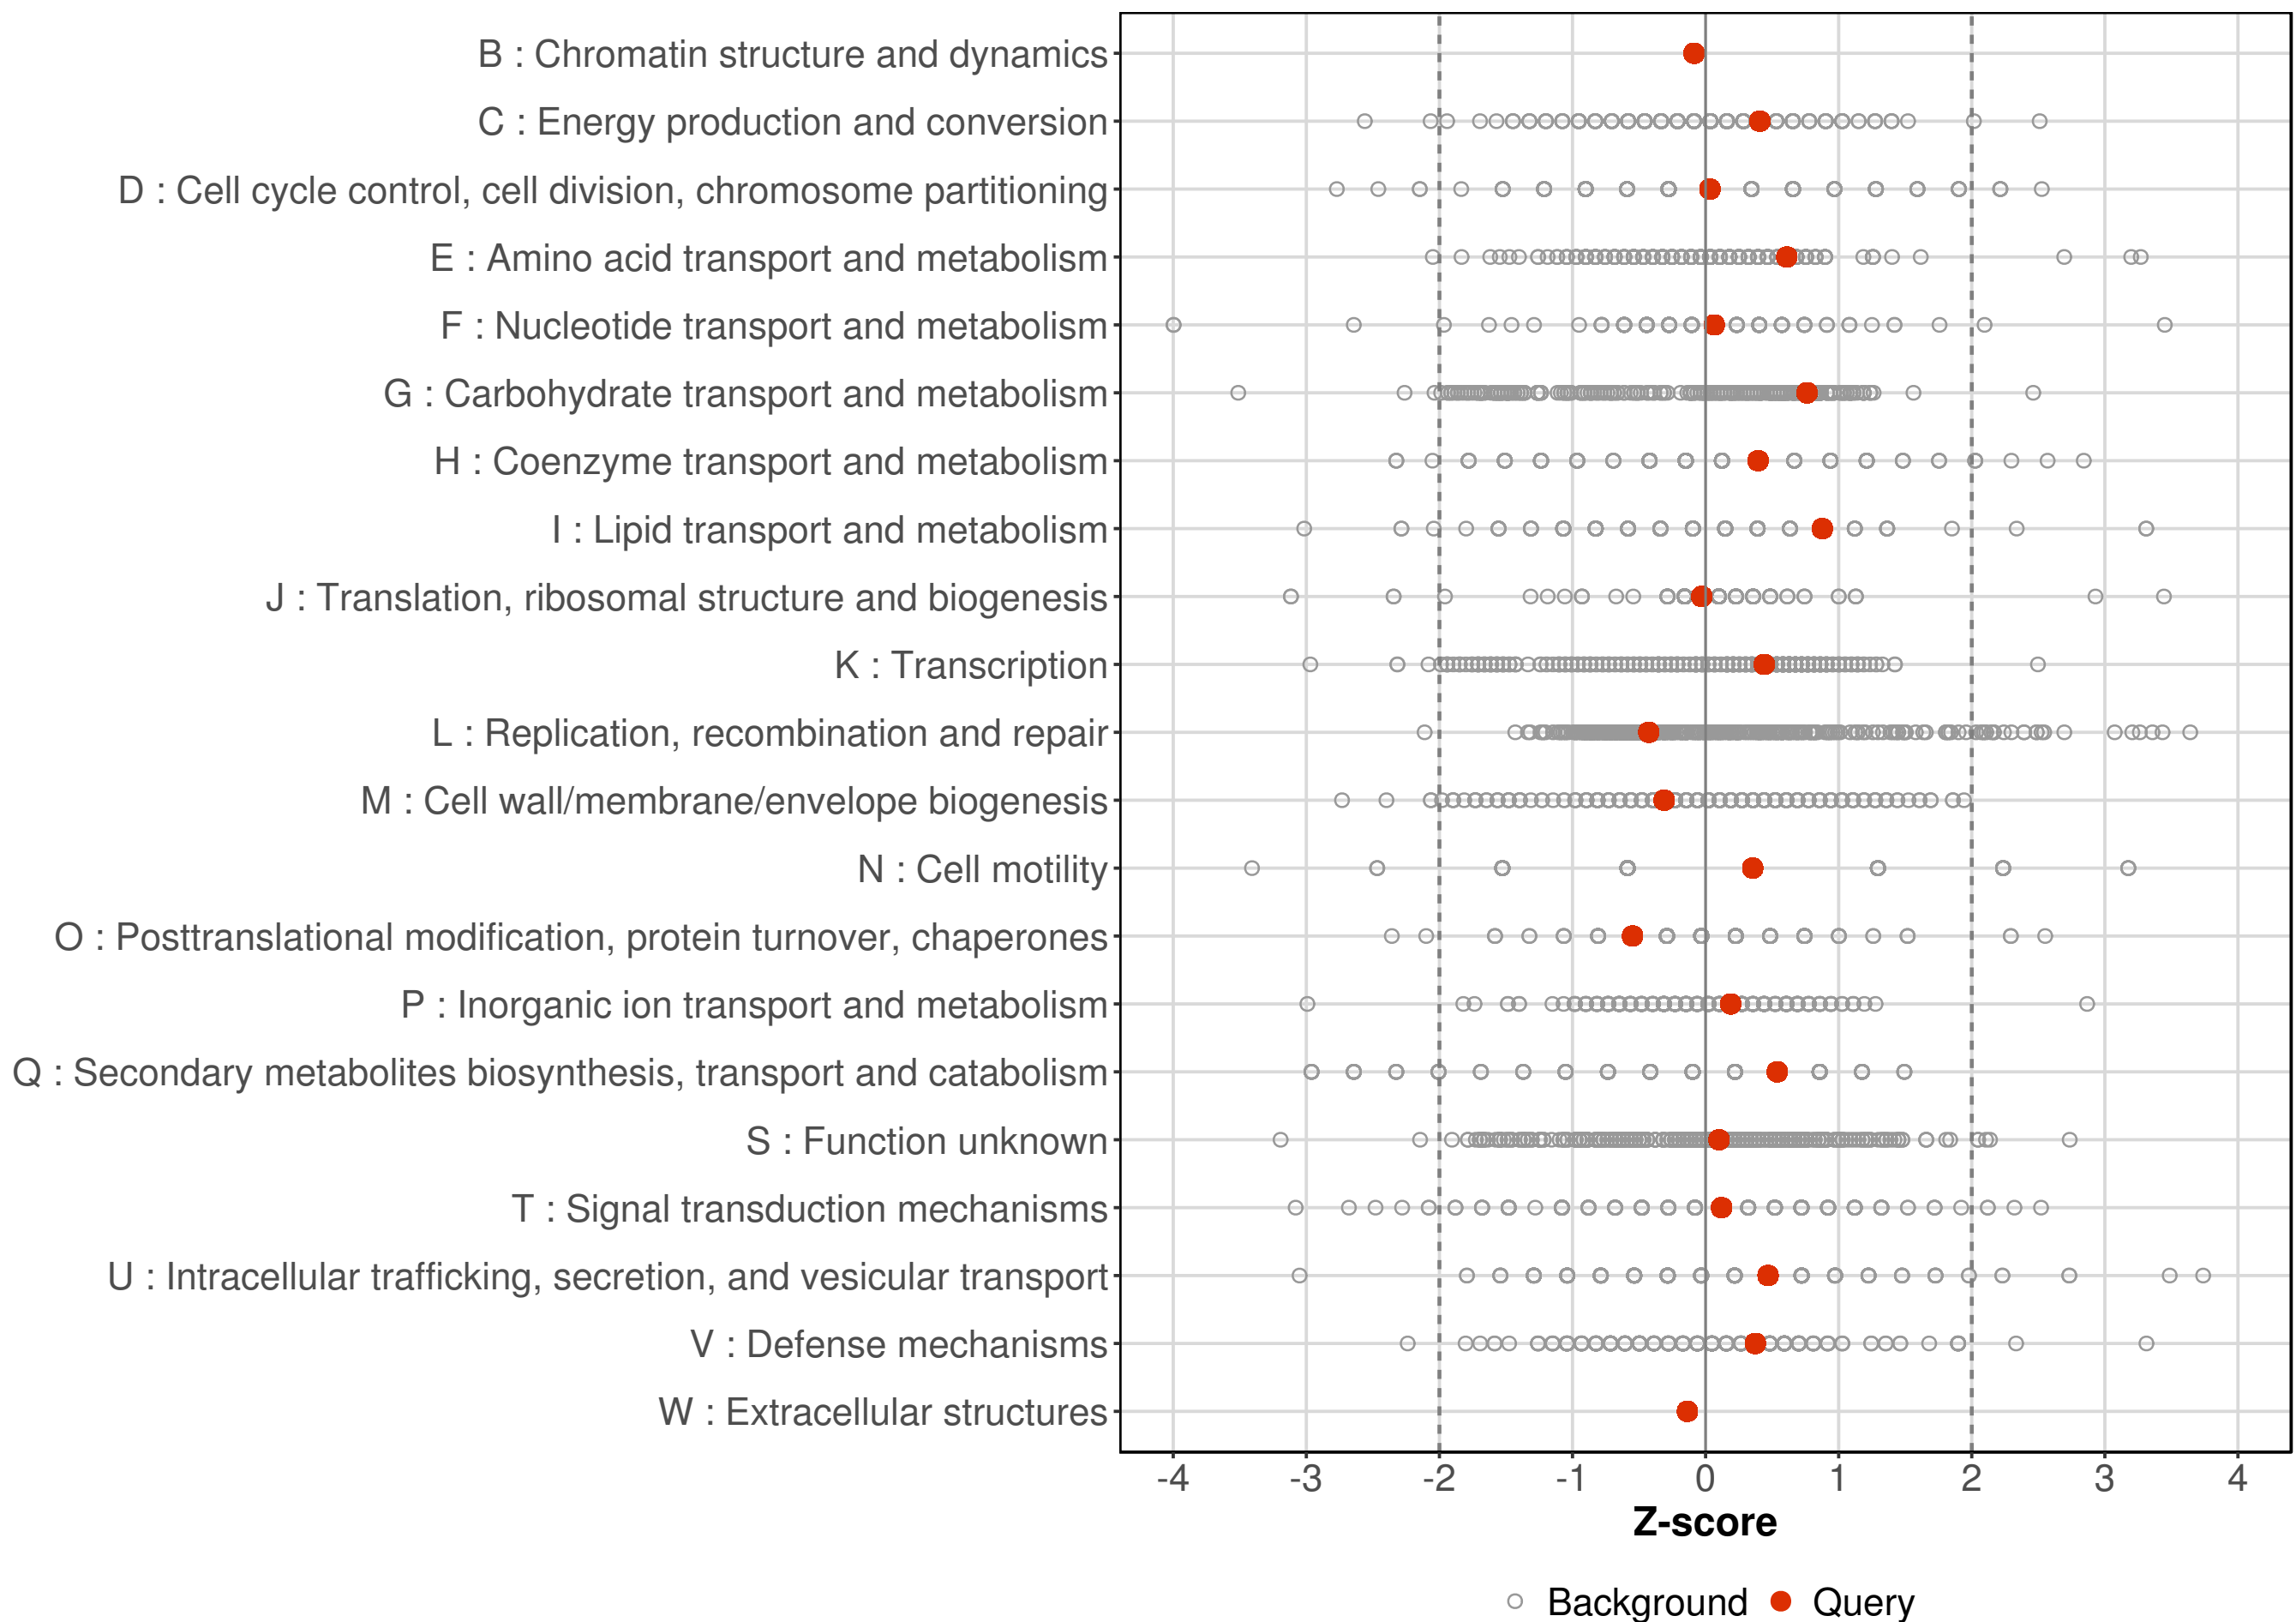 B : Chromatin structure and dynamics
C : Energy production and conversion
D : Cell cycle control, cell division, chromosome partitioning
E : Amino acid transport and metabolism
F : Nucleotide transport and metabolism
G : Carbohydrate transport and metabolism
H : Coenzyme transport and metabolism
I : Lipid transport and metabolism
J : Translation, ribosomal structure and biogenesis
K : Transcription
L : Replication, recombination and repair
M : Cell wall/membrane/envelope biogenesis
N : Cell motility
O : Posttranslational modification, protein turnover, chaperones
P : Inorganic ion transport and metabolism
Q : Secondary metabolites biosynthesis, transport and catabolism
S : Function unknown
T : Signal transduction mechanisms
U : Intracellular trafficking, secretion, and vesicular transport
V : Defense mechanisms
W : Extracellular structures
-4 -3 -2 -1 0 1 2 3 4
Z-score
Background Query